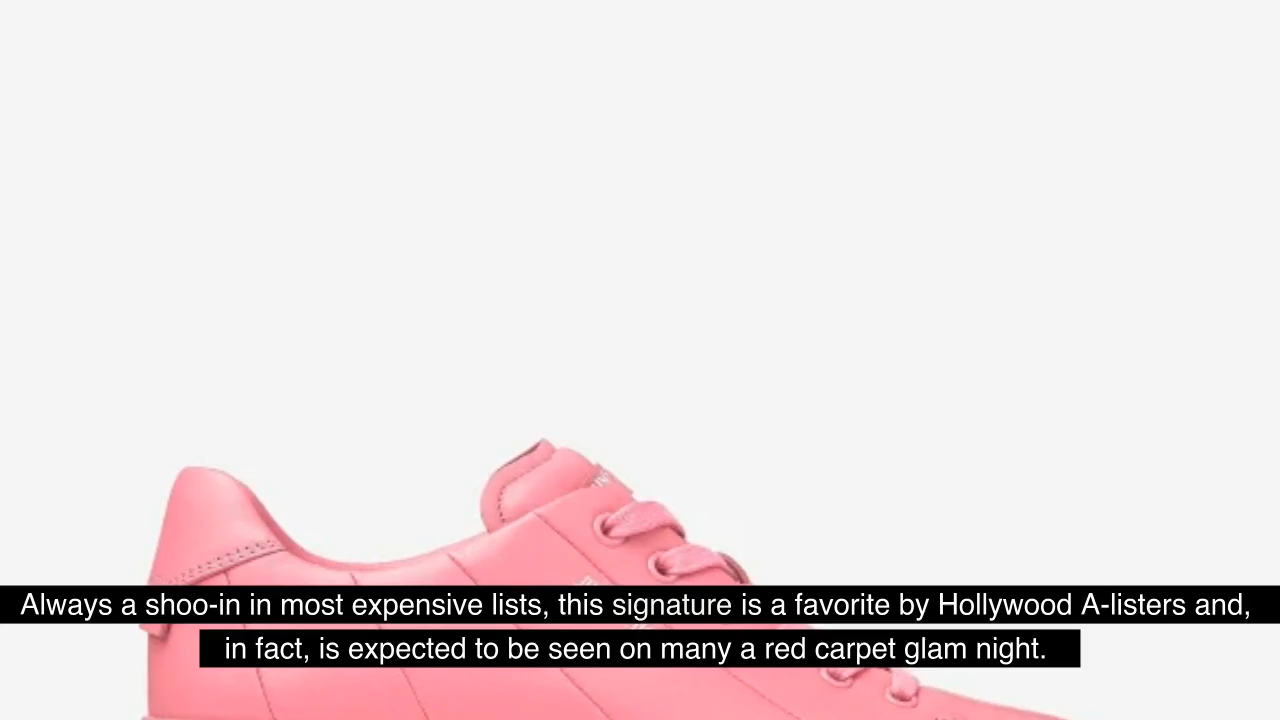 Always a shoo-in in most expensive lists, this signature is a favorite by Hollywood A-listers and,
in fact, is expected to be seen on many a red carpet glam night.